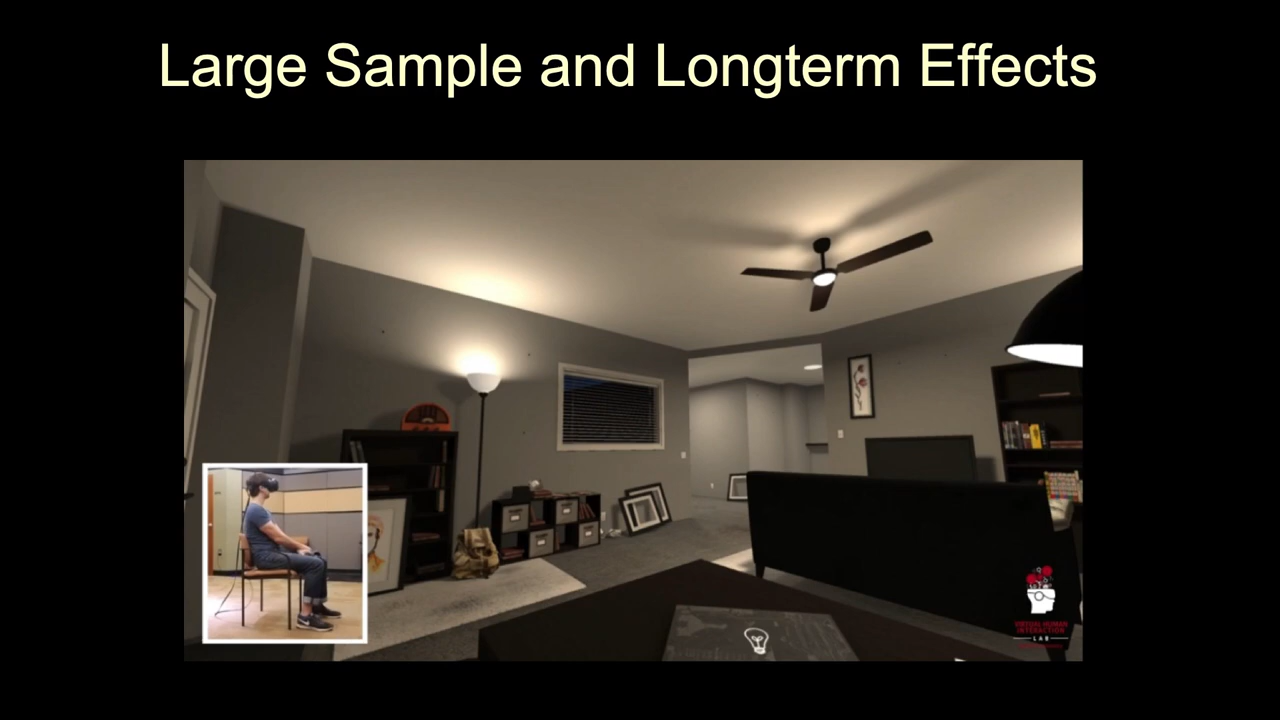 Large Sample and Longterm Effects
VIRTUAL HUMAN
INTERACTION
LAB